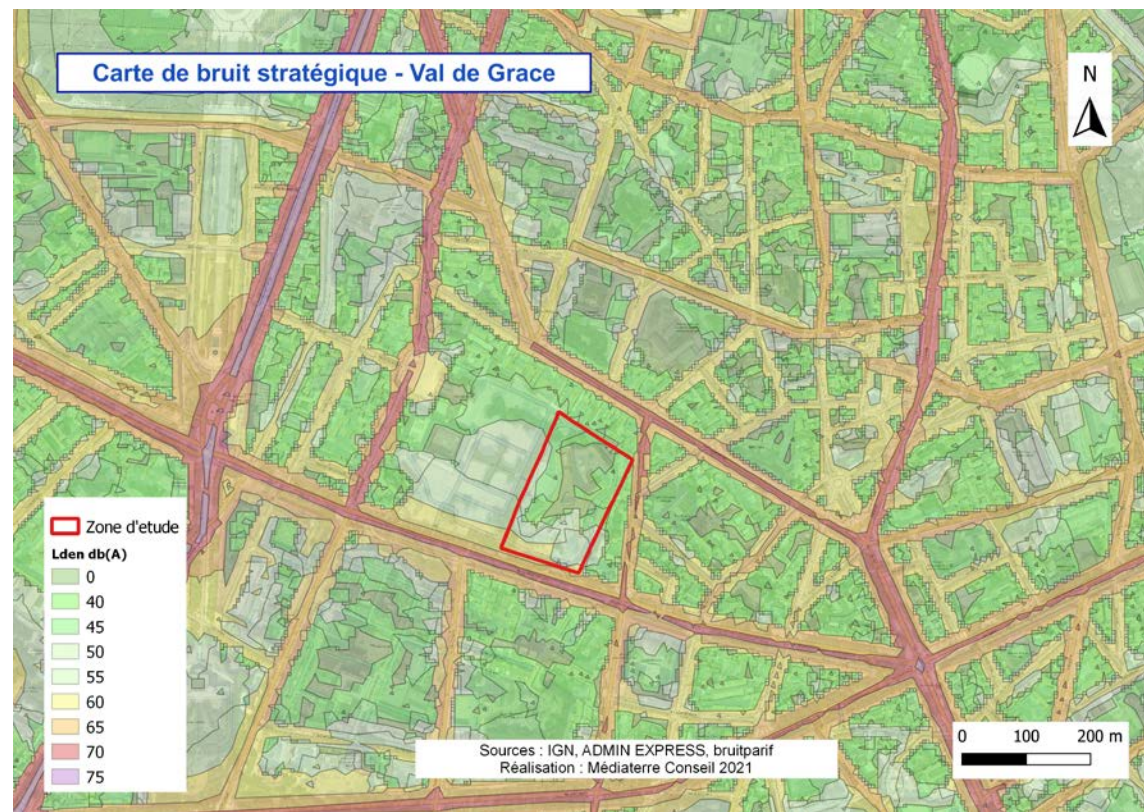 Carte de bruit stratégique - Val de Grace
N
Zone d'etude
Lden db(A)
0
40
45
50
55
60
65
70
75
Sources : IGN, ADMIN EXPRESS, bruitparif
Réalisation : Médiaterre Conseil 2021
0 100 200 m